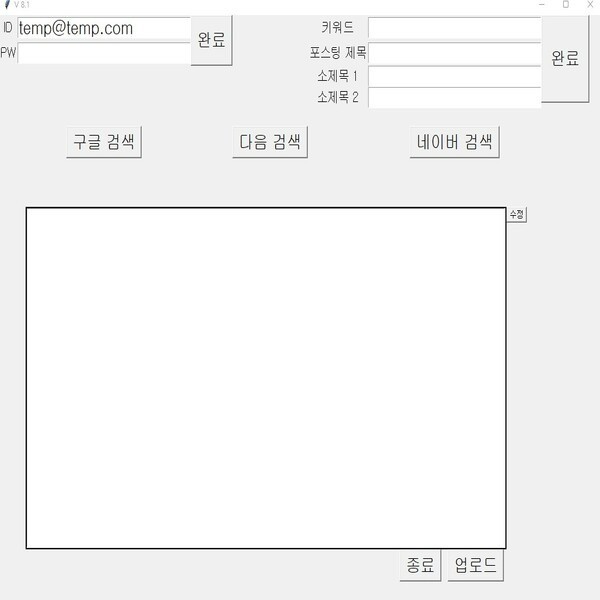 V 8.1
ID temp@temp.com 완료
PW
키워드
포스팅 제목
소제목 1
소제목 2
완료
구글 검색 다음 검색 네이버 검색
수정
종료 업로드